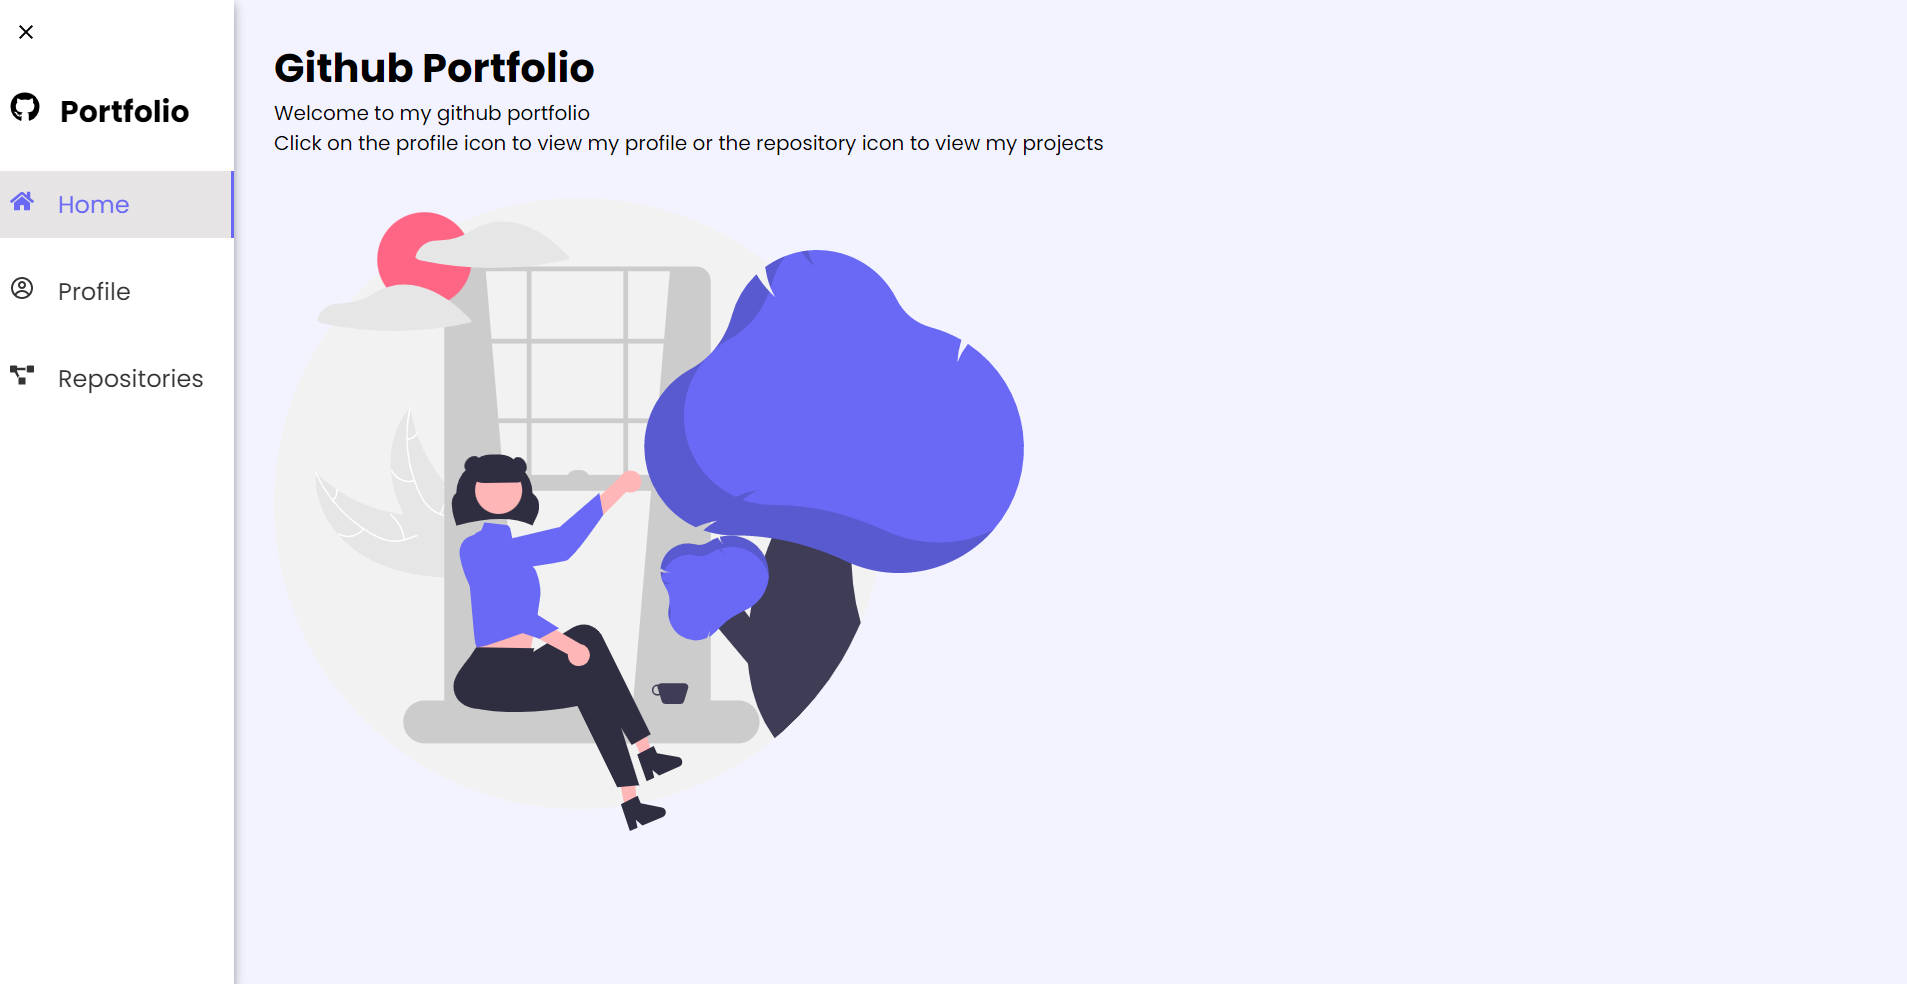 Portfolio
Home
Profile
Repositories
Github Portfolio
Welcome to my github portfolio
Click on the profile icon to view my profile or the repository icon to view my projects